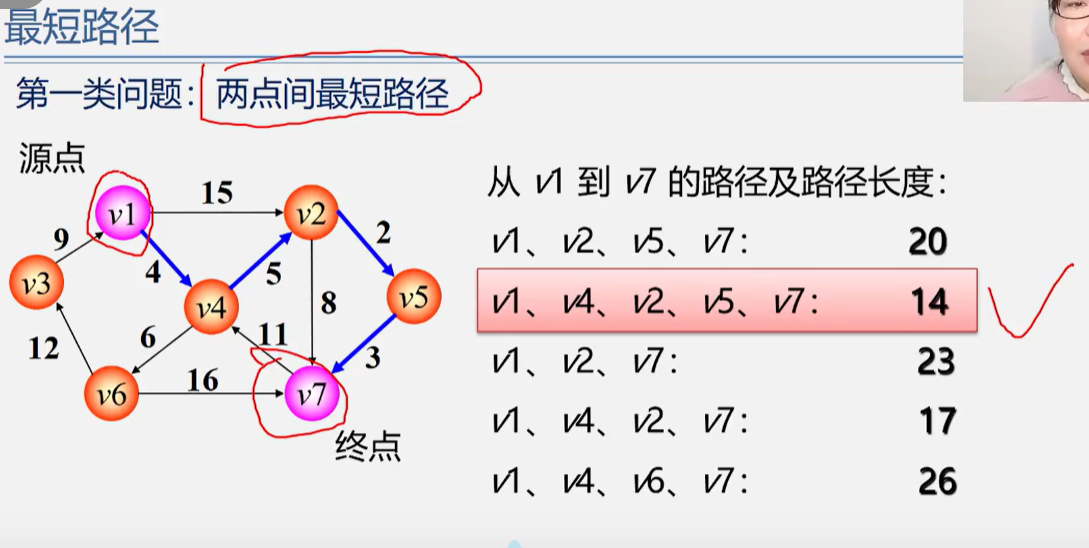 最短路径
第一类问题：两点间最短路径
源点
从 v1 到 v7 的路径及路径长度：
v1
15
v2
2
v1、v2、v5、v7： 20
9
4
5
v3
v4
8
v5
v1、v4、v2、v5、v7： 14
12
6
11
3
v1、v2、v7： 23
v6
16
v7
v1、v4、v2、v7： 17
终点
v1、v4、v6、v7： 26